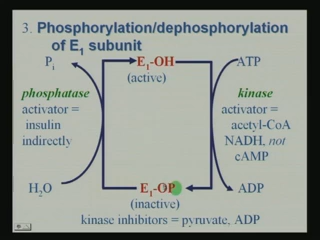 3. Phosphorylation/dephosphorylation
of E1 subunit
Pi E1-OH ATP
(active)
phosphatase kinase
activator = activator =
insulin acetyl-CoA
indirectly NADH, not
cAMP
H2O E1-OP ADP
(inactive)
kinase inhibitors = pyruvate, ADP